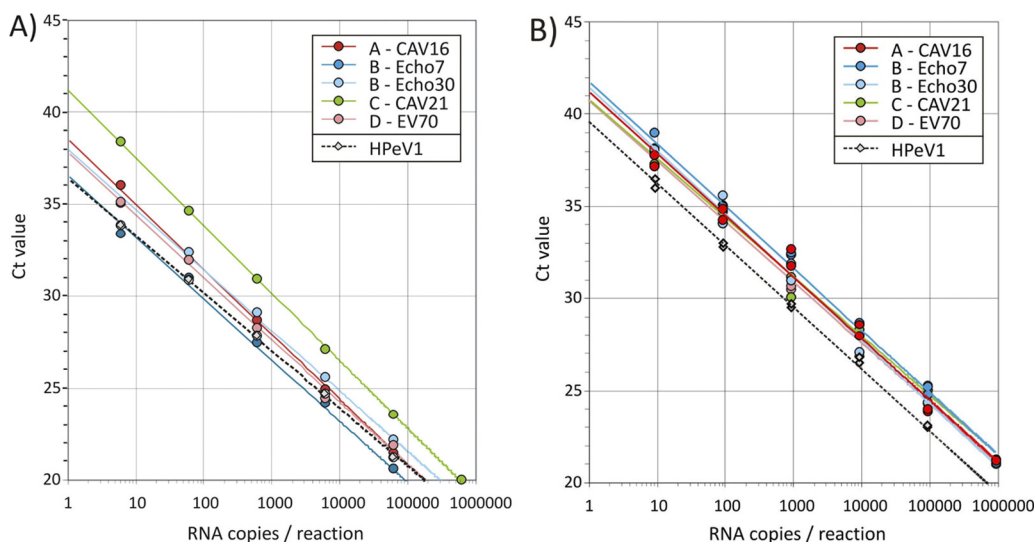 A)
45
40
35
30
25
20
Ct value
1
10
100
1000
10000
100000
1000000
RNA copies / reaction
A - CAV16
B - Echo7
B - Echo30
C - CAV21
D - EV70
HPeV1
B)
45
40
35
30
25
20
Ct value
1
10
100
1000
10000
100000
1000000
RNA copies / reaction
A - CAV16
B - Echo7
B - Echo30
C - CAV21
D - EV70
HPeV1